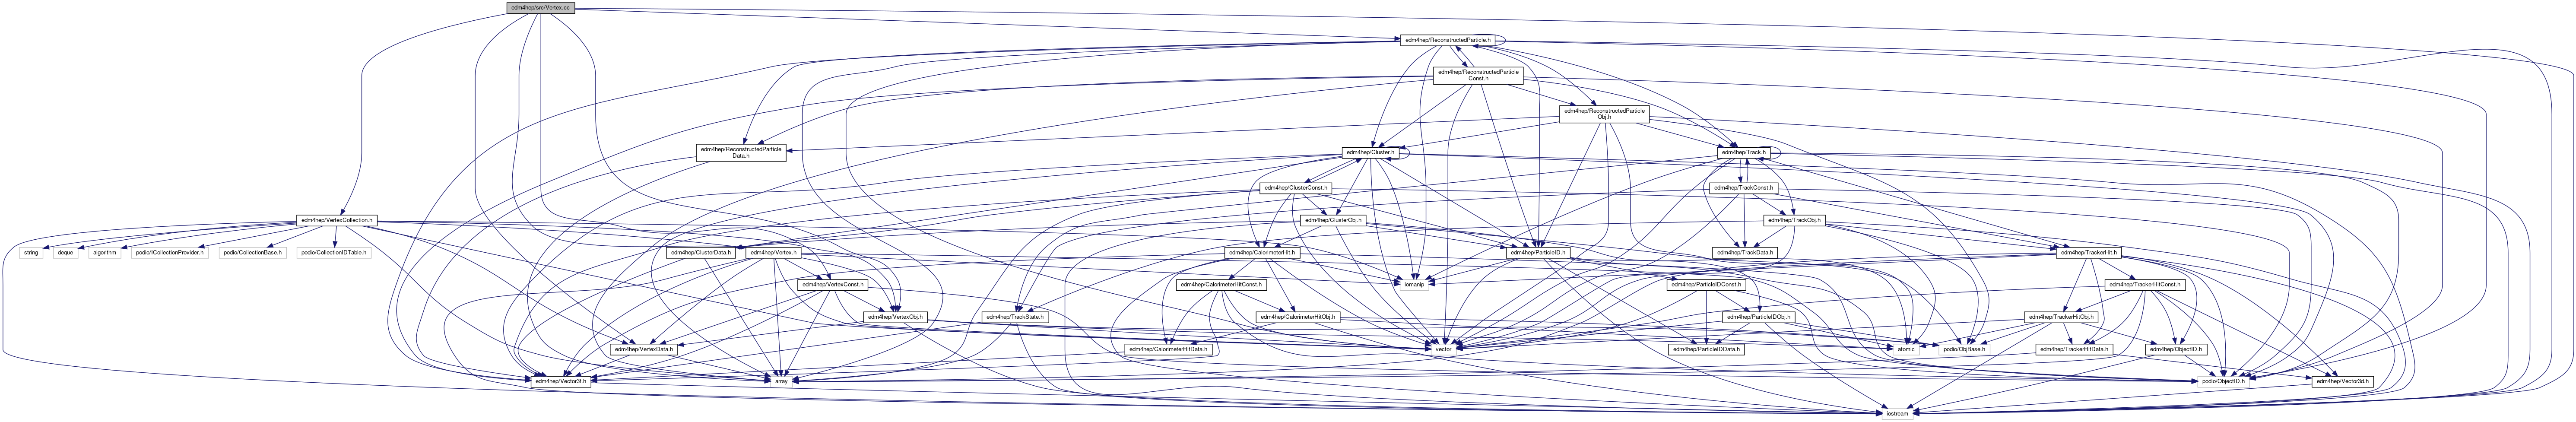 edm4hep/src/Vertex.cc
edm4hep/ReconstructedParticle.h
edm4hep/ReconstructedParticle
Const.h
edm4hep/ReconstructedParticle
Obj.h
edm4hep/ReconstructedParticle
Data.h
edm4hep/Cluster.h
edm4hep/Track.h
edm4hep/ClusterConst.h
edm4hep/TrackConst.h
edm4hep/VertexCollection.h
edm4hep/ClusterObj.h
edm4hep/TrackObj.h
string
deque
algorithm
podio/ICollectionProvider.h
podio/CollectionBase.h
podio/CollectionIDTable.h
edm4hep/ClusterData.h
edm4hep/Vertex.h
edm4hep/CalorimeterHit.h
edm4hep/ParticleID.h
edm4hep/TrackData.h
edm4hep/TrackerHit.h
edm4hep/VertexConst.h
edm4hep/CalorimeterHitConst.h
iomanip
edm4hep/ParticleIDConst.h
edm4hep/TrackerHitConst.h
edm4hep/VertexObj.h
edm4hep/TrackState.h
edm4hep/CalorimeterHitObj.h
edm4hep/ParticleIDObj.h
edm4hep/TrackerHitObj.h
edm4hep/VertexData.h
edm4hep/CalorimeterHitData.h
vector
edm4hep/ParticleIDData.h
atomic
podio/ObjBase.h
edm4hep/TrackerHitData.h
edm4hep/ObjectID.h
edm4hep/Vector3f.h
array
podio/ObjectID.h
edm4hep/Vector3d.h
iostream